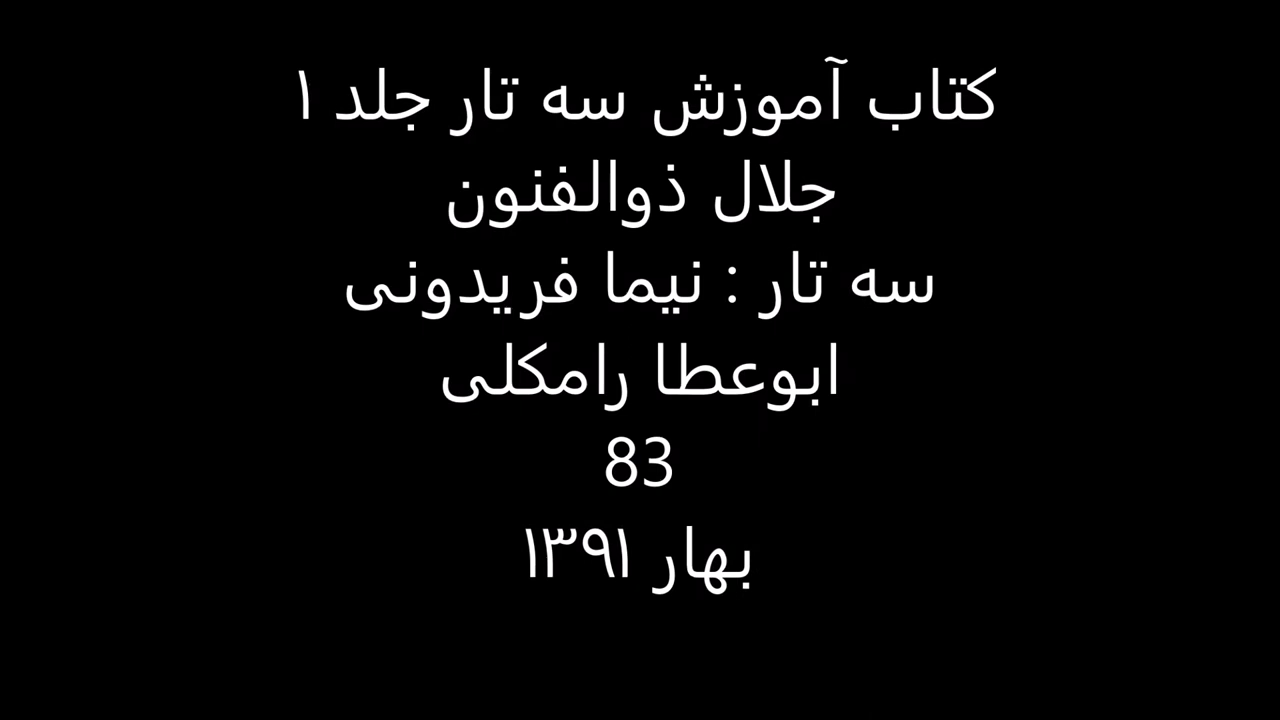 کتاب آموزش سه تار جلد ۱
جلال ذوالفنون
سه تار : نیما فریدونی
ابوعطا رامکلی
83
بهار ۱۳۹۱